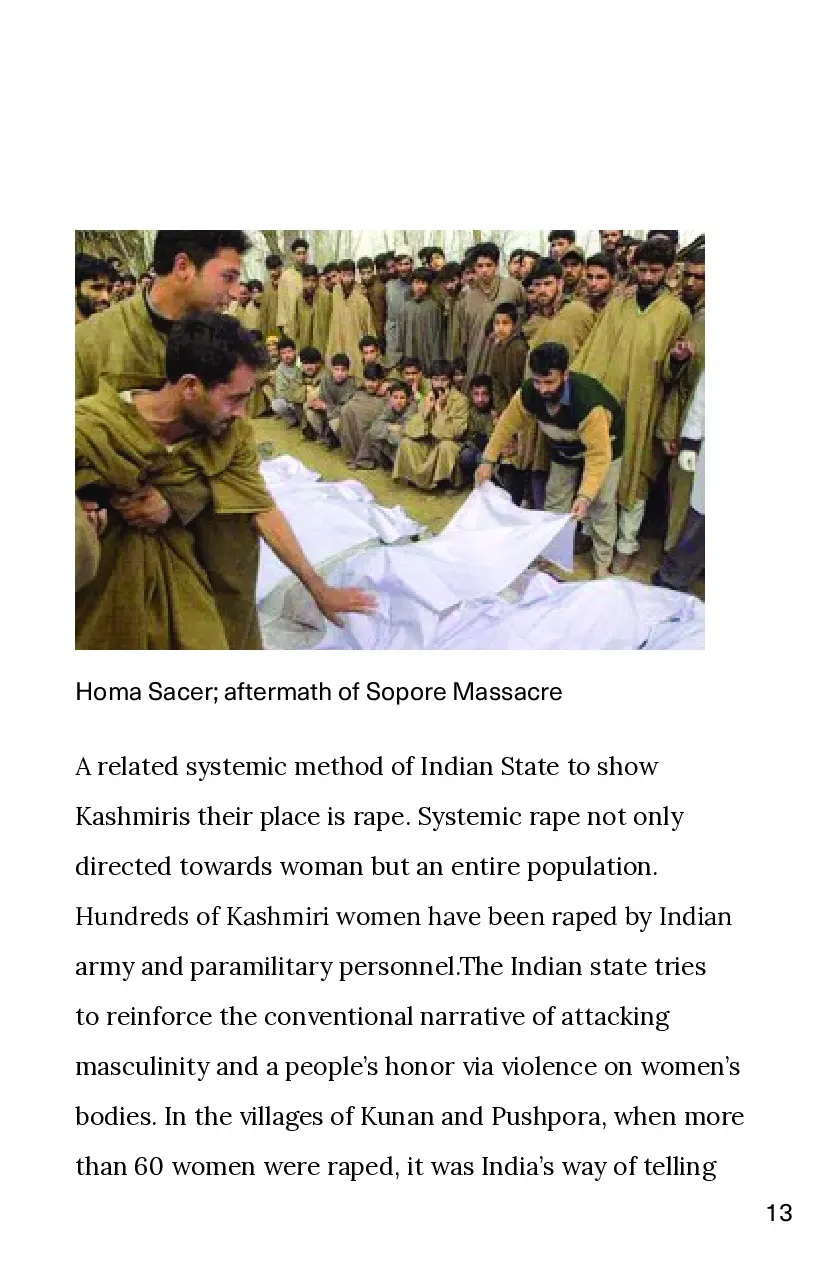 Homa Sacer; aftermath of Sopore Massacre
A related systemic method of Indian State to show
Kashmiris their place is rape. Systemic rape not only
directed towards woman but an entire population.
Hundreds of Kashmiri women have been raped by Indian
army and paramilitary personnel.The Indian state tries
to reinforce the conventional narrative of attacking
masculinity and a people’s honor via violence on women’s
bodies. In the villages of Kunan and Pushpora, when more
than 60 women were raped, it was India’s way of telling
13